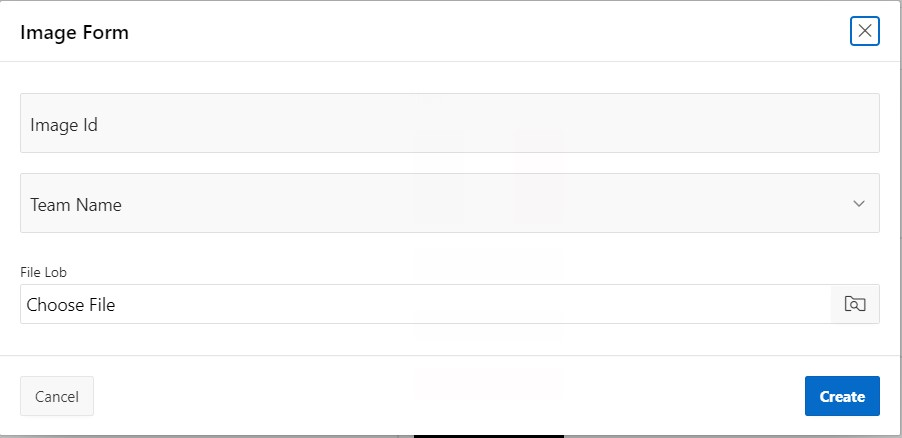 Image Form
Image Id
Team Name
File Lob
Choose File
Cancel
Create